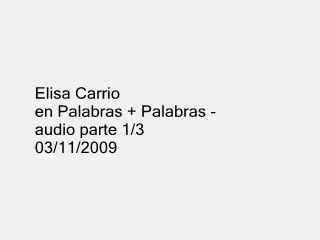 Elisa Carrio
en Palabras + Palabras -
audio parte 1/3
03/11/2009